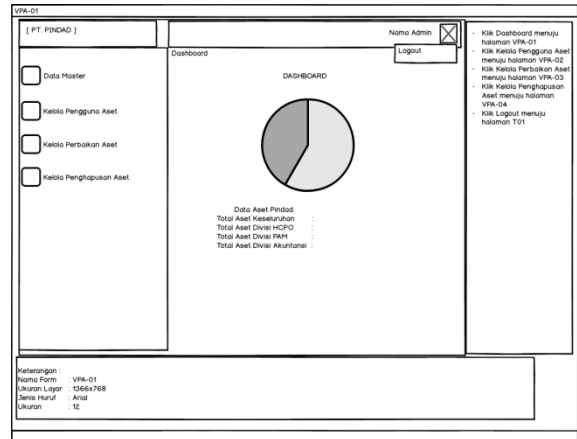 VPA-01
[ PT. PINDAD ]
Nama Admin
Logout
Data Master
Kelola Pengguna Aset
Kelola Perbaikan Aset
Kelola Penghapusan Aset
Dashboard
DASHBOARD
Data Aset Pindad
Total Aset Keseluruhan :
Total Aset Divisi HCPO :
Total Aset Divisi PAM :
Total Aset Divisi Akuntansi :
- Klik Dashboard menuju
halaman VPA-01
- Klik Kelola Pengguna Aset
menuju halaman VPA-02
- Klik Kelola Perbaikan Aset
menuju halaman VPA-03
- Klik Kelola Penghapusan
Aset menuju halaman
VPA-04
- Klik Logout menuju
halaman T01
Keterangan :
Nama Form : VPA-01
Ukuran Layar : 1366x768
Jenis Huruf : Arial
Ukuran : 12